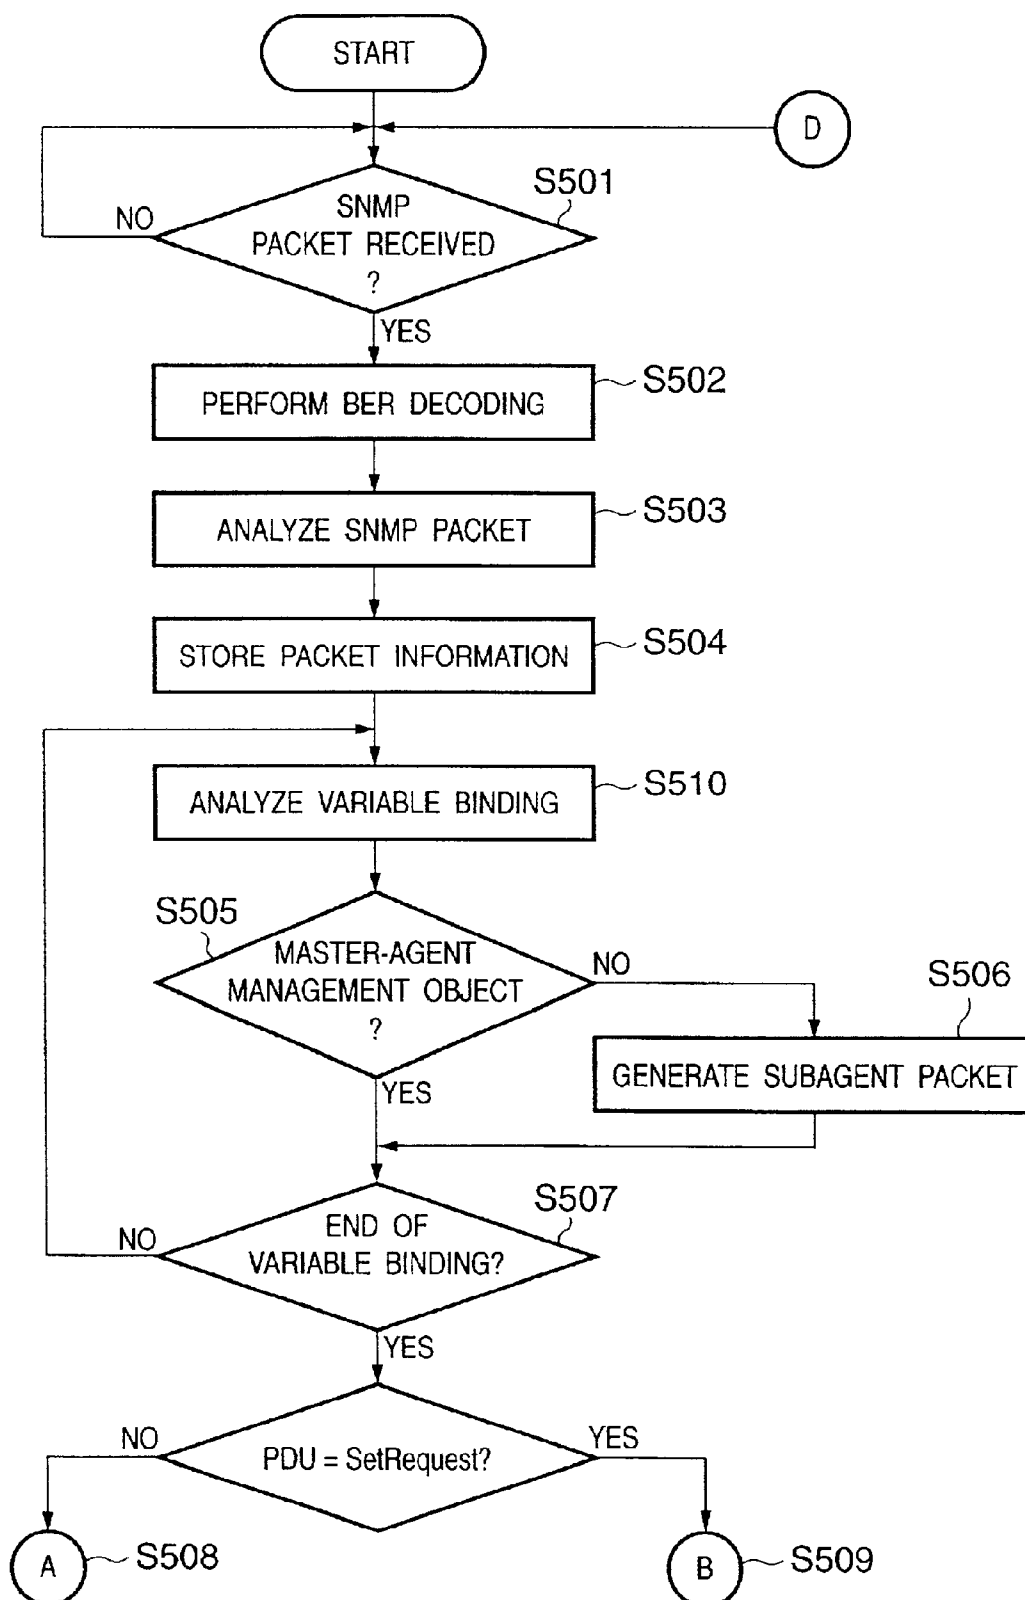 START
D
S501
SNMP
PACKET RECEIVED
?
NO
YES
PERFORM BER DECODING
S502
ANALYZE SNMP PACKET
S503
STORE PACKET INFORMATION
S504
ANALYZE VARIABLE BINDING
S510
S505
MASTER-AGENT
MANAGEMENT OBJECT
?
NO
S506
GENERATE SUBAGENT PACKET
YES
S507
END OF
VARIABLE BINDING?
NO
YES
PDU = SetRequest?
NO
YES
A
S508
B
S509